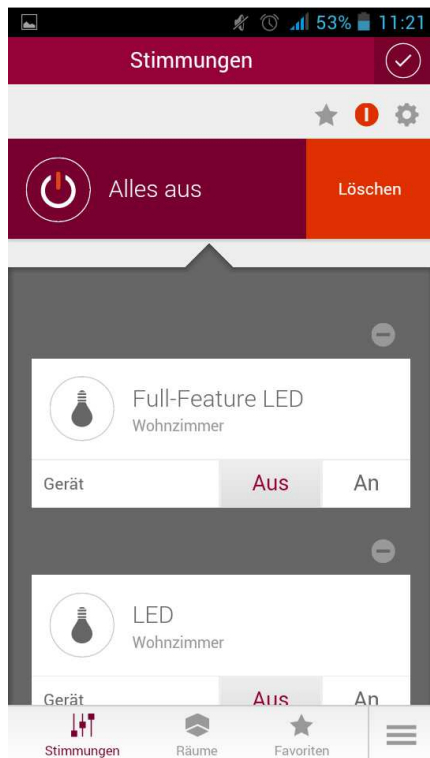 53% 11:21
Stimmungen
Alles aus
Löschen
Full-Feature LED
Wohnzimmer
Gerät Aus An
LED
Wohnzimmer
Gerät Aus An
Stimmungen Räume Favoriten